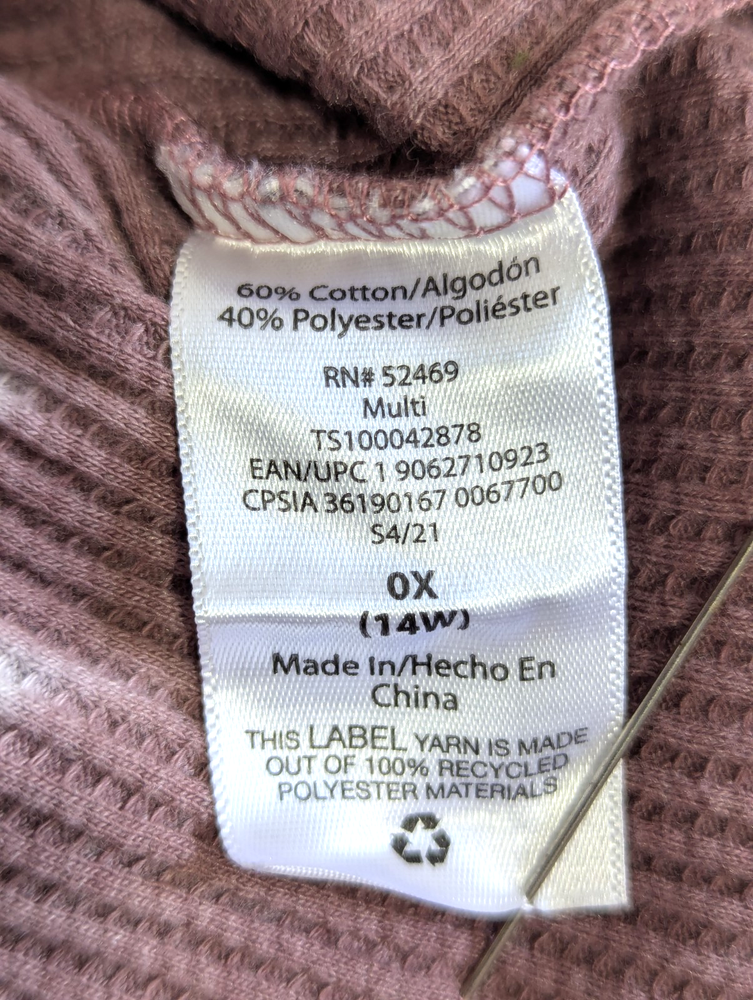 60% Cotton/Algodón
40% Polyester/Poliéster
RN# 52469
Multi
TS100042878
EAN/UPC 1 9062710923
CPSIA 36190167 0067700
S4/21
0X
(14W)
Made In/Hecho En
China
THIS LABEL YARN IS MADE
OUT OF 100% RECYCLED
POLYESTER MATERIALS